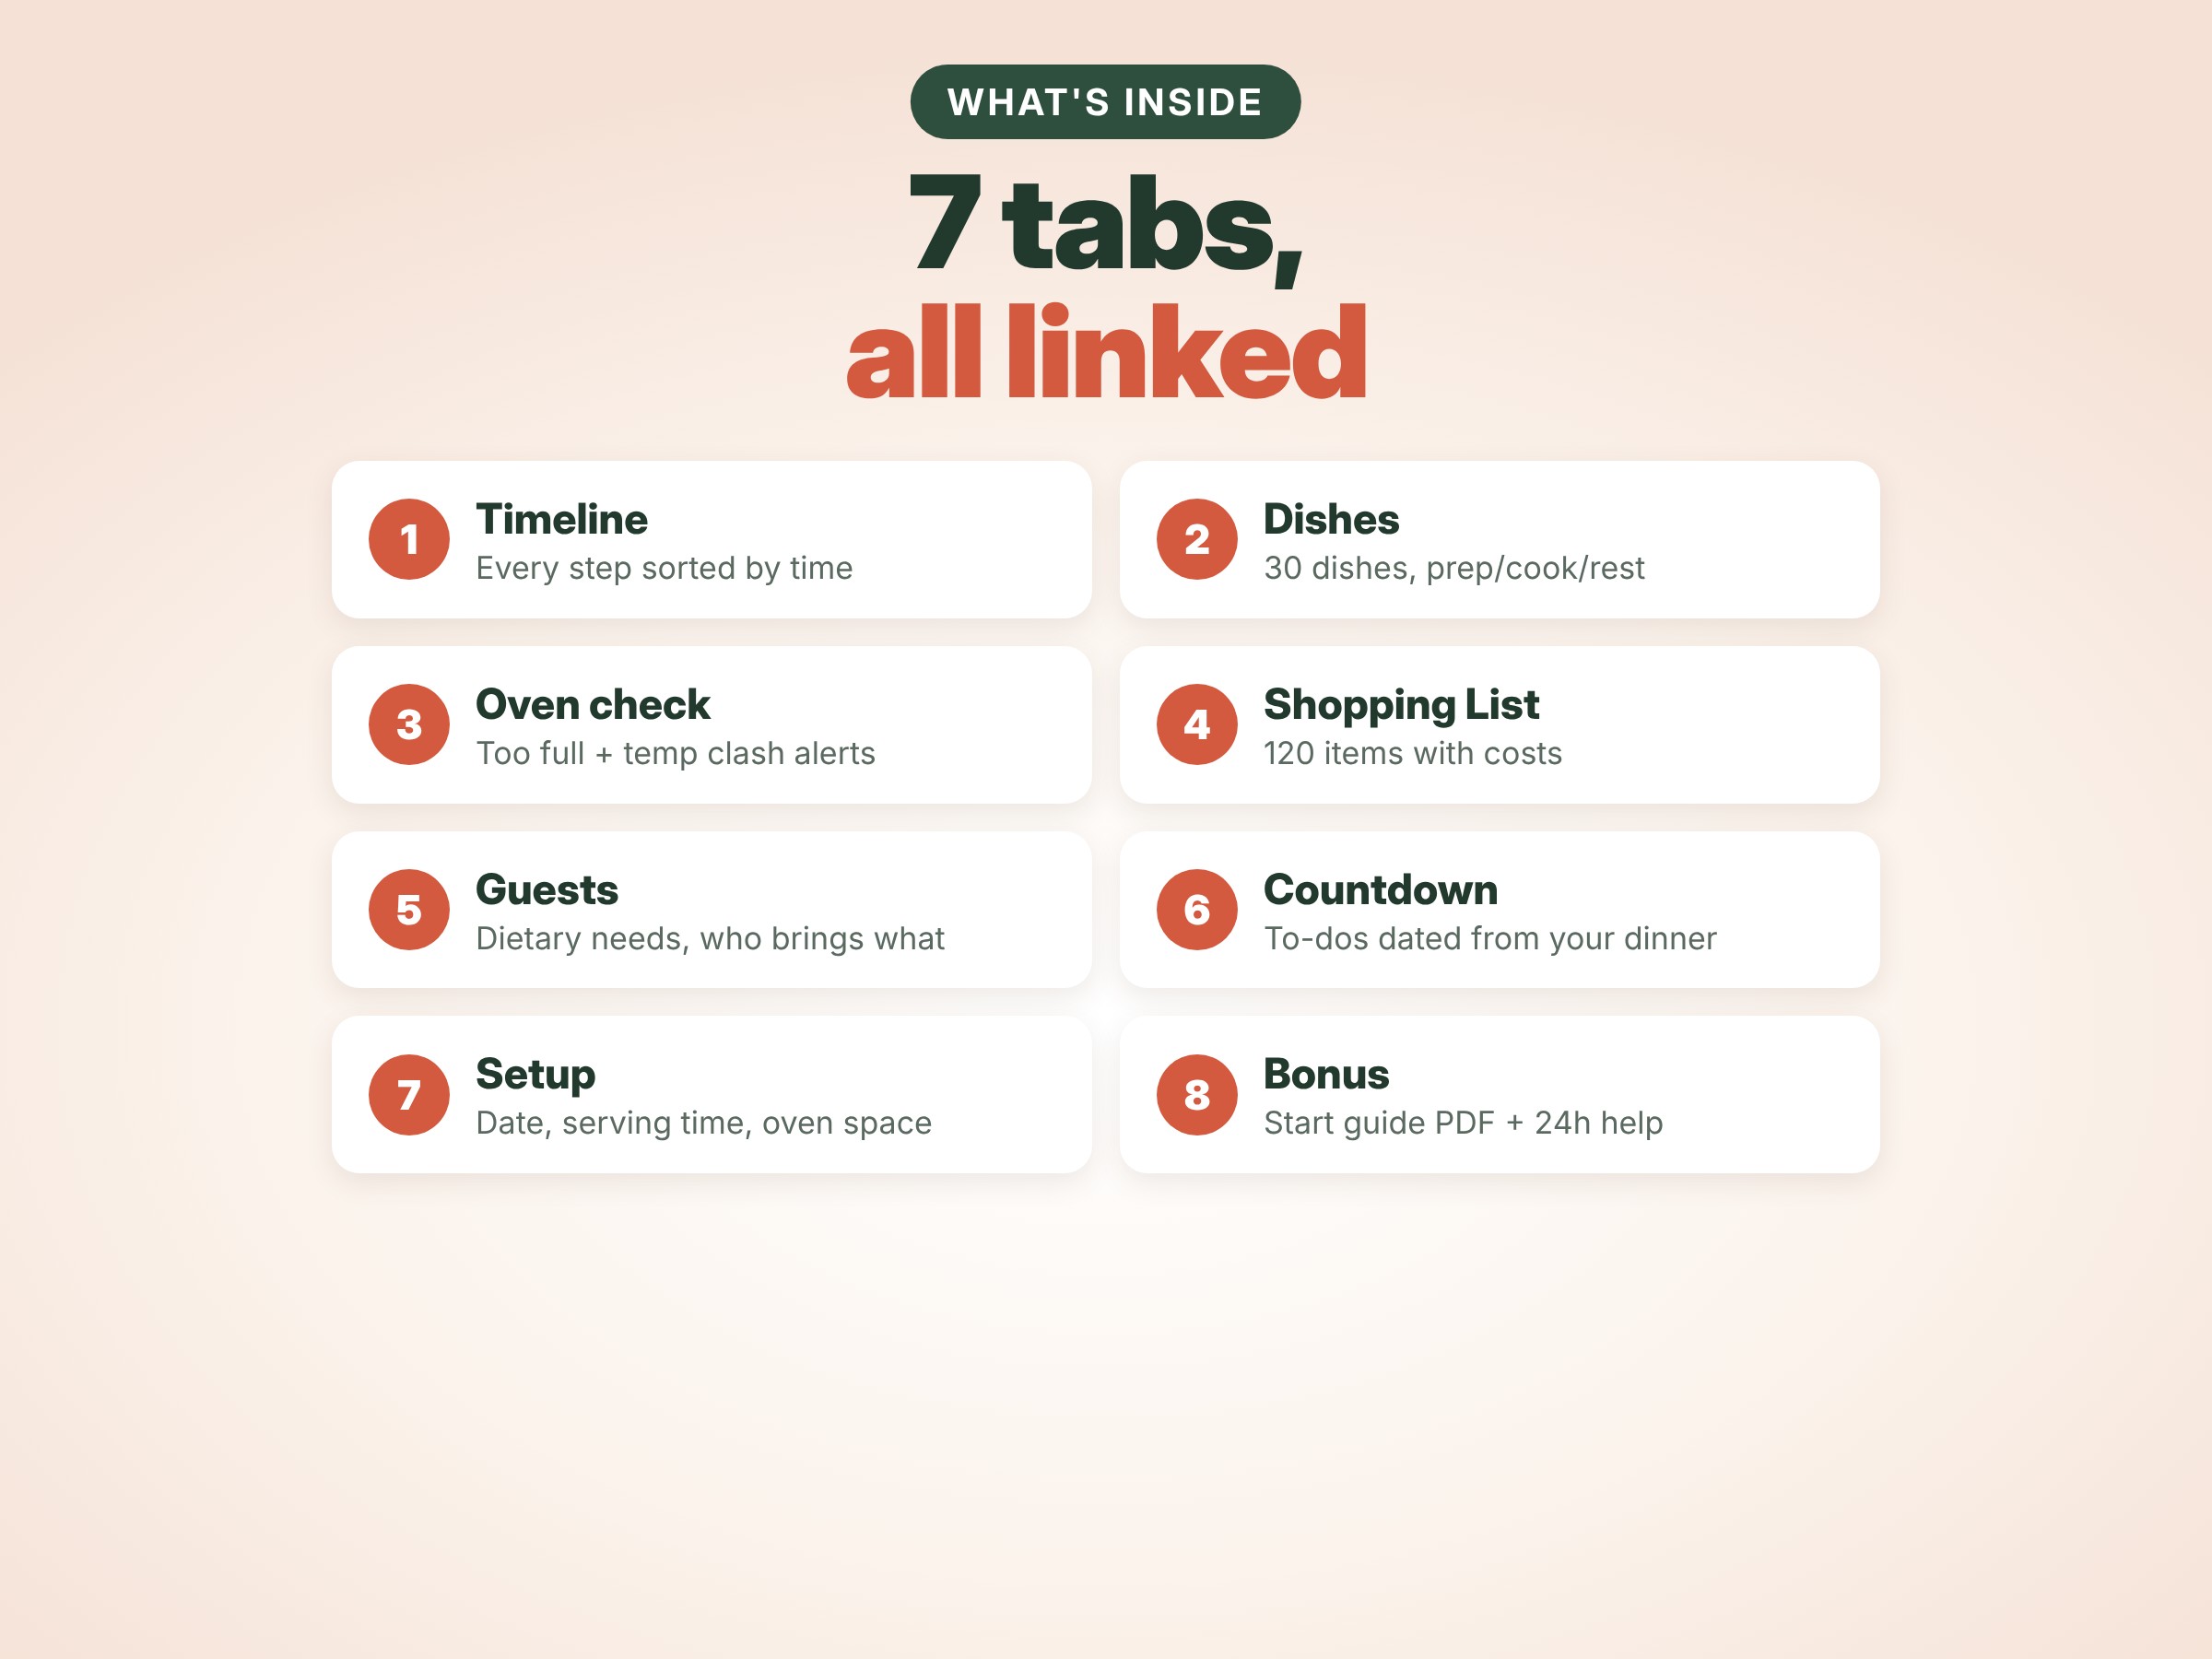 WHAT'S INSIDE
7 tabs,
all linked
1
Timeline
Every step sorted by time
2
Dishes
30 dishes, prep/cook/rest
3
Oven check
Too full + temp clash alerts
4
Shopping List
120 items with costs
5
Guests
Dietary needs, who brings what
6
Countdown
To-dos dated from your dinner
7
Setup
Date, serving time, oven space
8
Bonus
Start guide PDF + 24h help